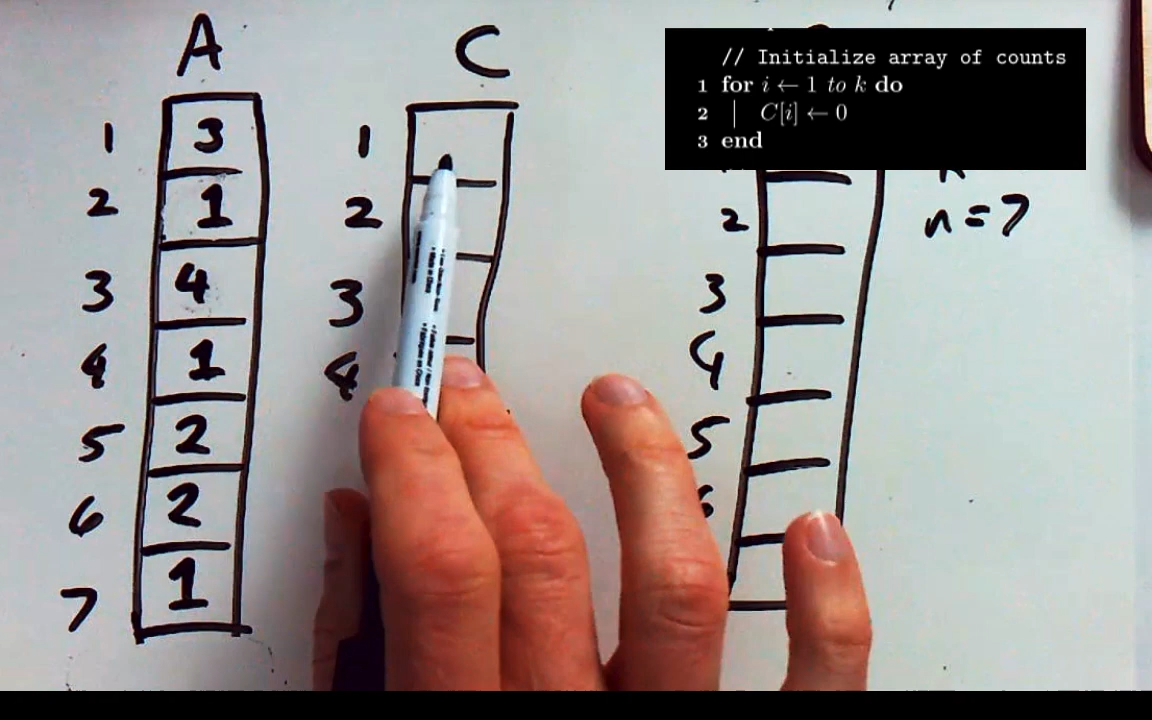 A
C
// Initialize array of counts
1 for i ← 1 to k do
2 C[i] ← 0
3 end
1 3
2 1
3 4
4 1
5 2
6 2
7 1
1
2
3
4
2
3
4
5
6
n=7